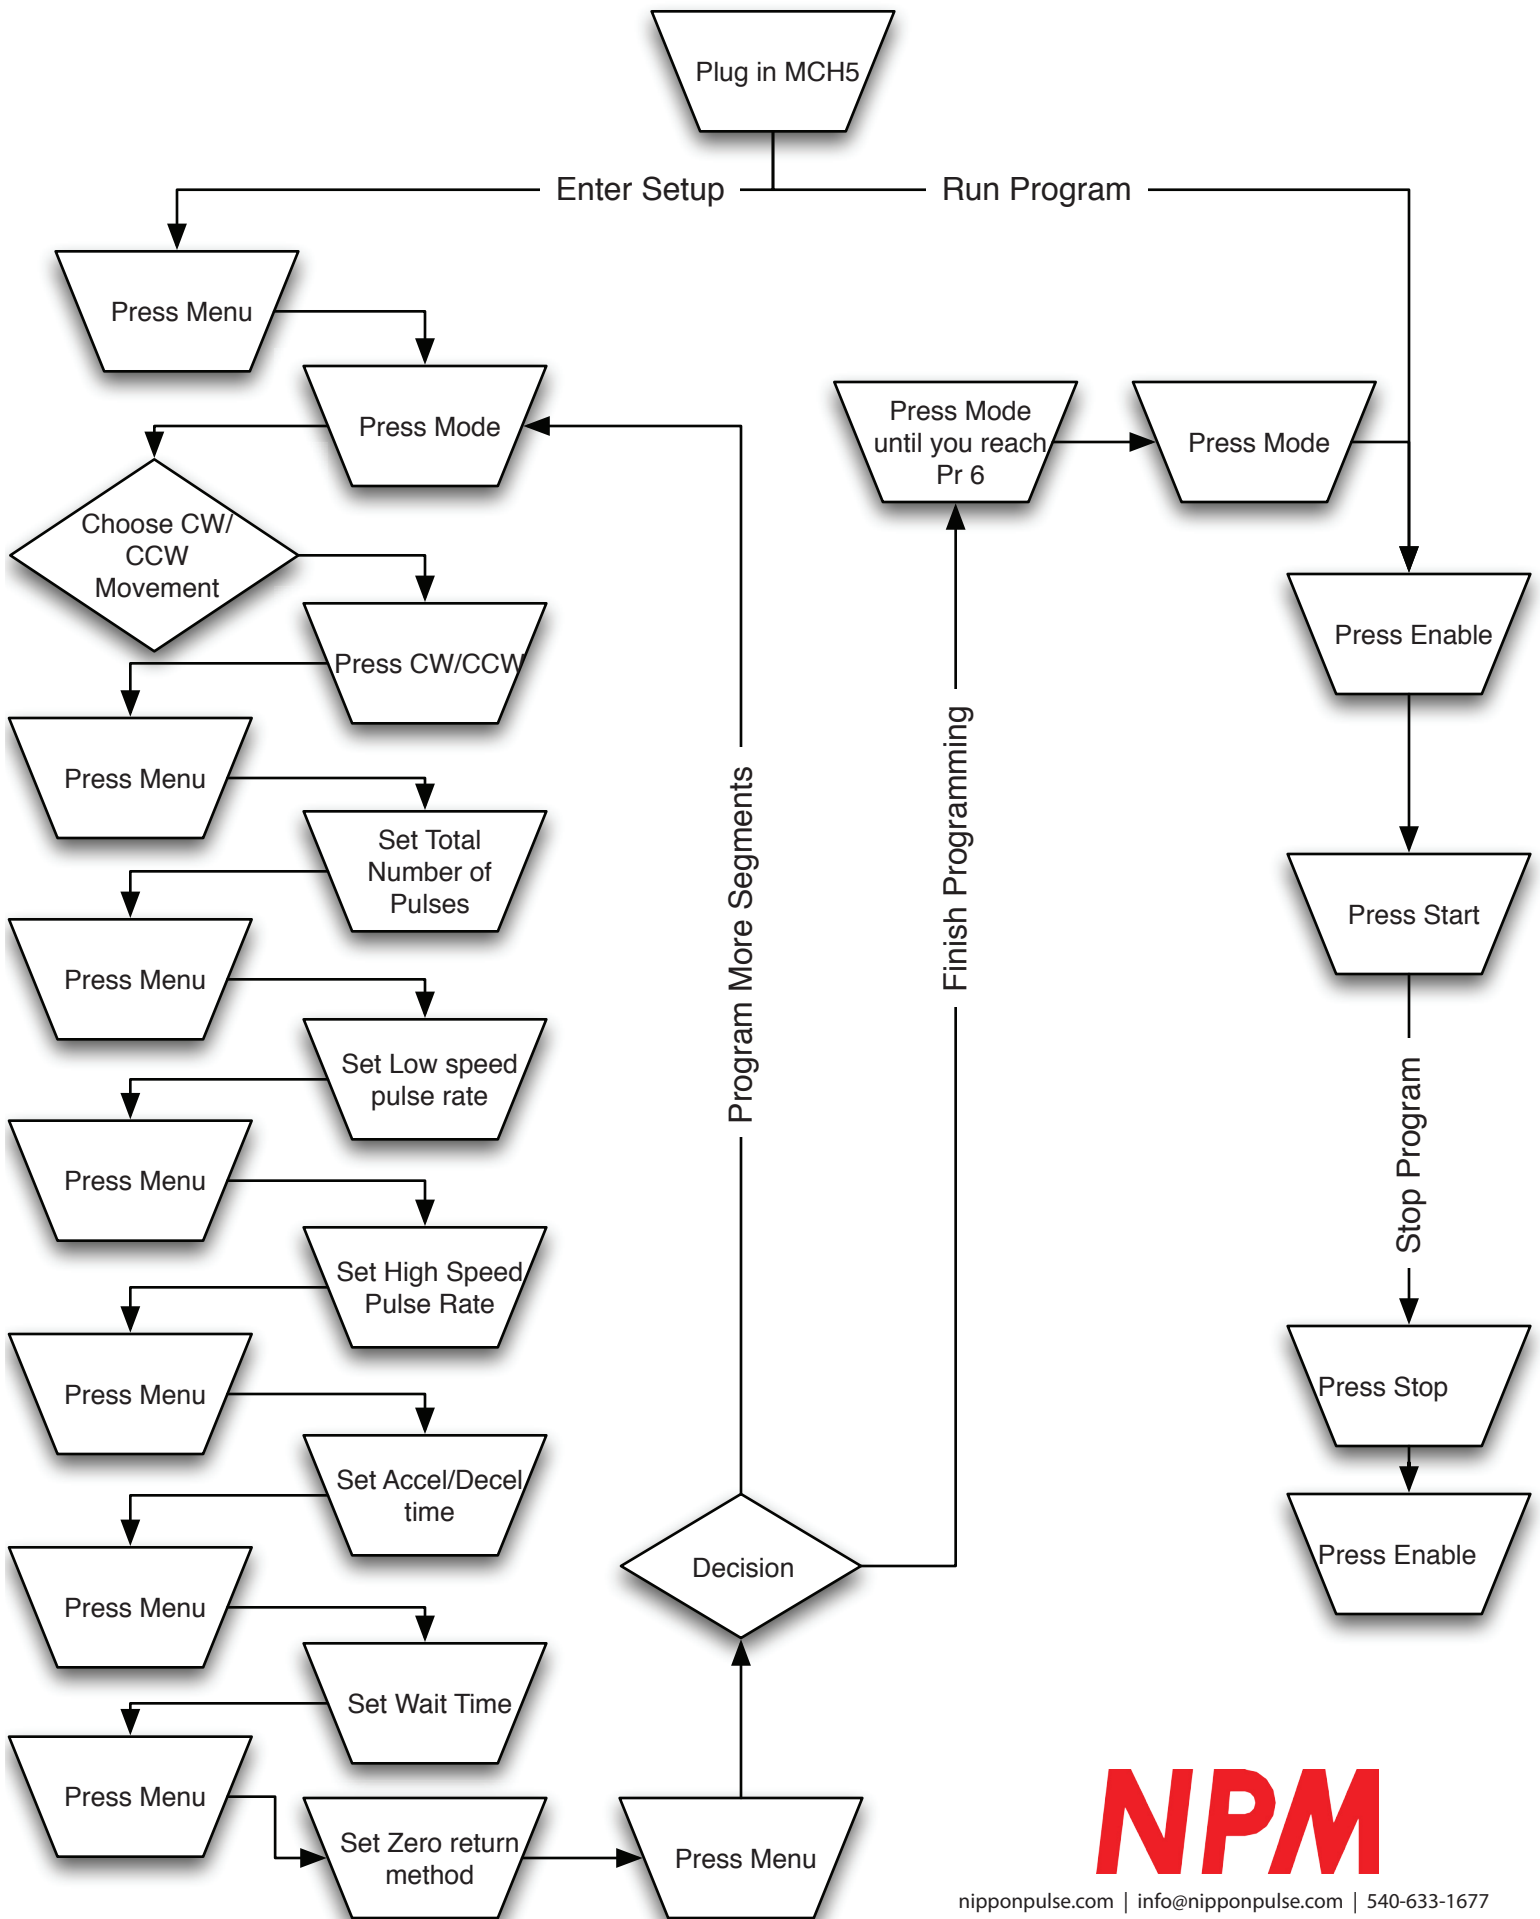 Plug in MCH5
Enter Setup
Run Program
Press Menu
Press Mode
Choose CW/
CCW
Movement
Press CW/CCW
Press Menu
Set Total
Number of
Pulses
Press Menu
Set Low speed
pulse rate
Press Menu
Set High Speed
Pulse Rate
Press Menu
Set Accel/Decel
time
Press Menu
Set Wait Time
Press Menu
Set Zero return
method
Press Menu
Decision
Program More Segments
Finish Programming
Press Mode
until you reach
Pr 6
Press Mode
Press Enable
Press Start
Stop Program
Press Stop
Press Enable
NPM
nipponpulse.com | info@nipponpulse.com | 540-633-1677